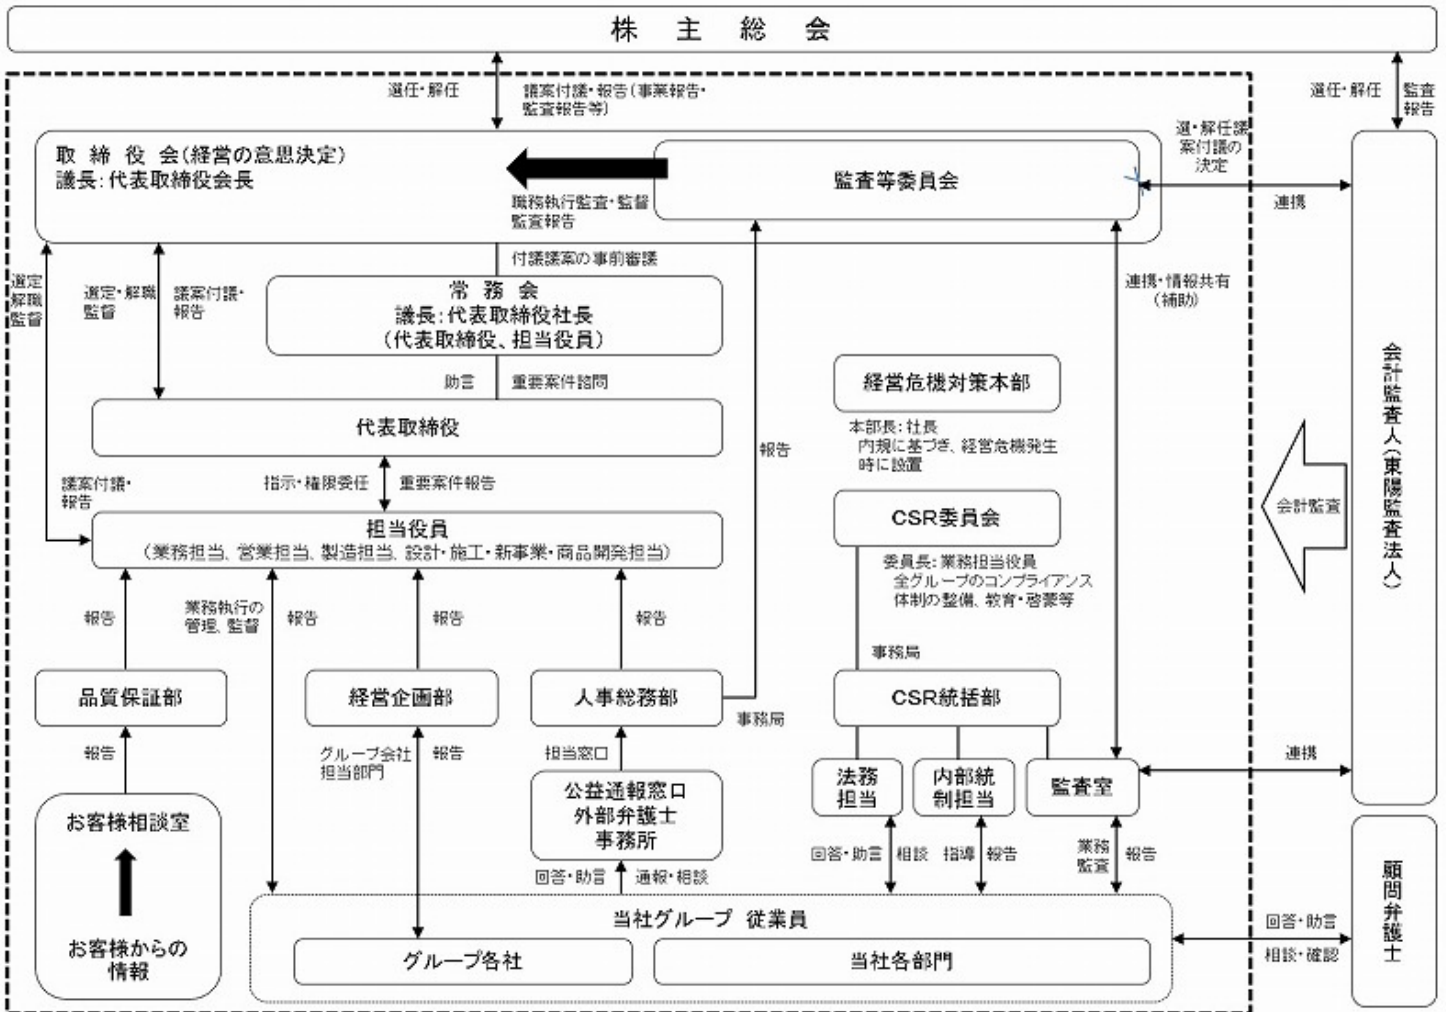 株 主 総 会
選任・解任
議案付議・報告(事業報告・
監査報告等)
選任・解任
監査
報告
取 締 役 会(経営の意思決定)
議長:代表取締役会長
監査等委員会
職務執行監査・監督
監査報告
選・解任議
案付議の
決定
連携
付議議案の事前審議
選定
解職
監督
選定・解職
監督
議案付議・
報告
常 務 会
議長:代表取締役社長
(代表取締役、担当役員)
連携・情報共有
(補助)
助言
重要案件諮問
代表取締役
経営危機対策本部
本部長:社長
内規に基づき、経営危機発生
時に設置
会計監査人(東陽監査法人)
報告
指示・権限委任
重要案件報告
議案付議・
報告
担当役員
(業務担当、営業担当、製造担当、設計・施工・新事業・商品開発担当)
CSR委員会
委員長:業務担当役員
全グループのコンプライアンス
体制の整備、教育・啓蒙等
会計監査
報告
業務執行の
管理、監督
報告
報告
報告
事務局
品質保証部
経営企画部
人事総務部
事務局
CSR統括部
報告
グループ会社
担当部門
報告
担当窓口
法務
担当
内部統
制担当
監査室
連携
お客様相談室
お客様からの
情報
公益通報窓口
外部弁護士
事務所
回答・助言
通報・相談
回答・助言
相談
指導
報告
業務
監査
報告
当社グループ 従業員
グループ各社
当社各部門
回答・助言
相談・確認
顧問弁護士